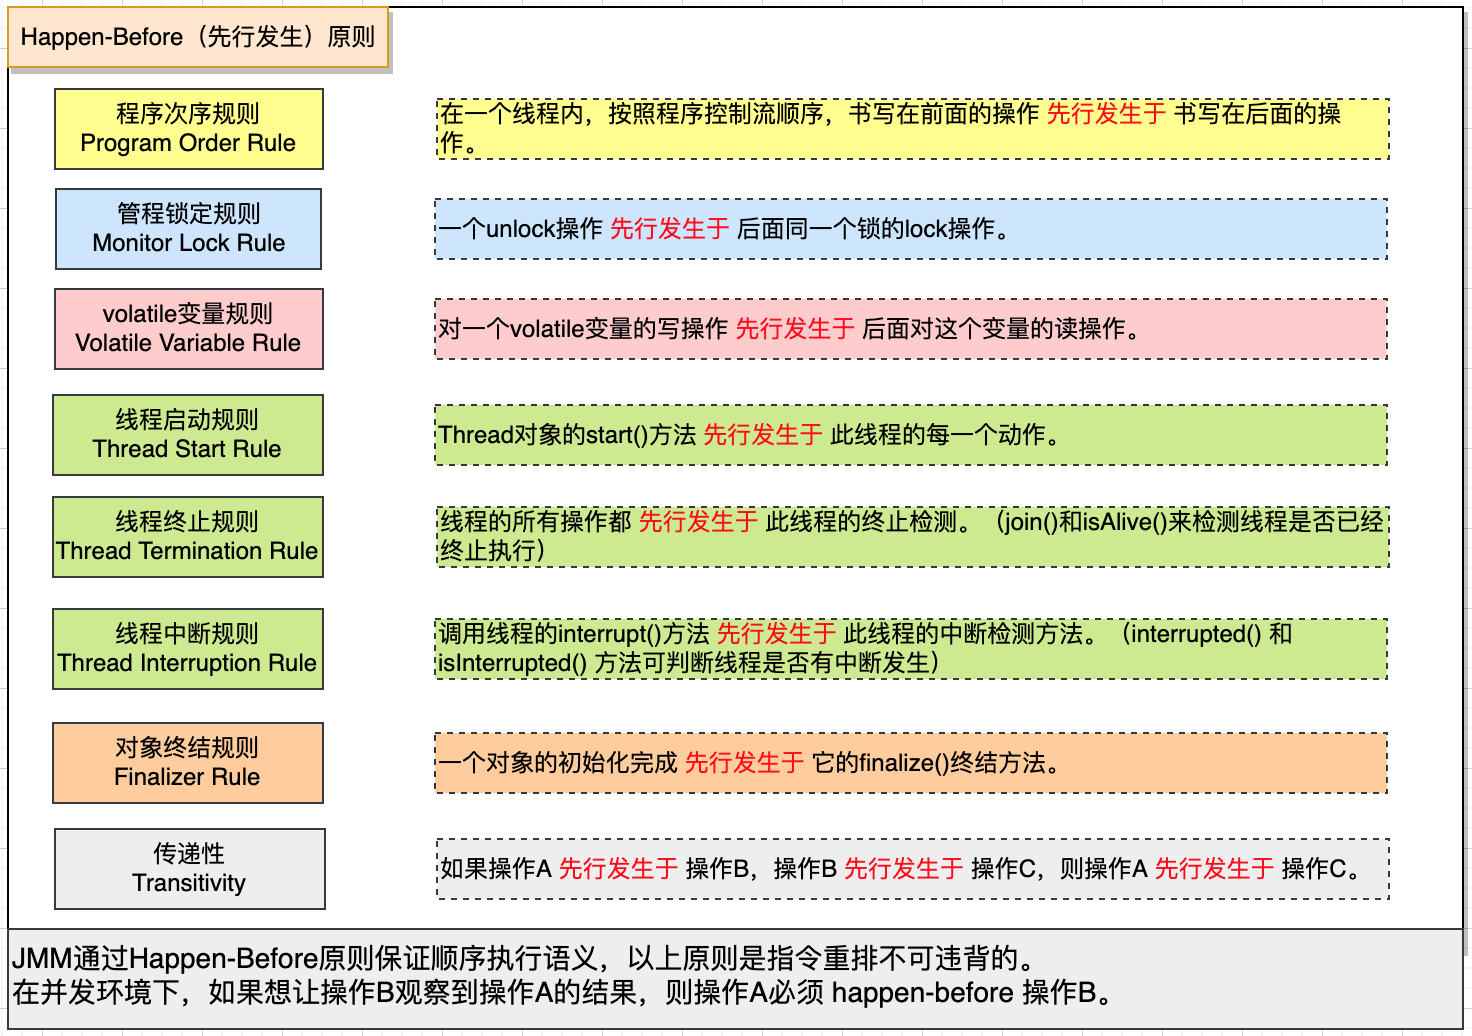 Happen-Before（先行发生）原则
程序次序规则
Program Order Rule
在一个线程内，按照程序控制流顺序，书写在前面的操作 先行发生于 书写在后面的操
作。
管程锁定规则
Monitor Lock Rule
一个unlock操作 先行发生于 后面同一个锁的lock操作。
volatile变量规则
Volatile Variable Rule
对一个volatile变量的写操作 先行发生于 后面对这个变量的读操作。
线程启动规则
Thread Start Rule
Thread对象的start()方法 先行发生于 此线程的每一个动作。
线程终止规则
Thread Termination Rule
线程的所有操作都 先行发生于 此线程的终止检测。（join()和isAlive()来检测线程是否已经
终止执行）
线程中断规则
Thread Interruption Rule
调用线程的interrupt()方法 先行发生于 此线程的中断检测方法。（interrupted() 和
isInterrupted() 方法可判断线程是否有中断发生）
对象终结规则
Finalizer Rule
一个对象的初始化完成 先行发生于 它的finalize()终结方法。
传递性
Transitivity
如果操作A 先行发生于 操作B，操作B 先行发生于 操作C，则操作A 先行发生于 操作C。
JMM通过Happen-Before原则保证顺序执行语义，以上原则是指令重排不可违背的。
在并发环境下，如果想让操作B观察到操作A的结果，则操作A必须 happen-before 操作B。